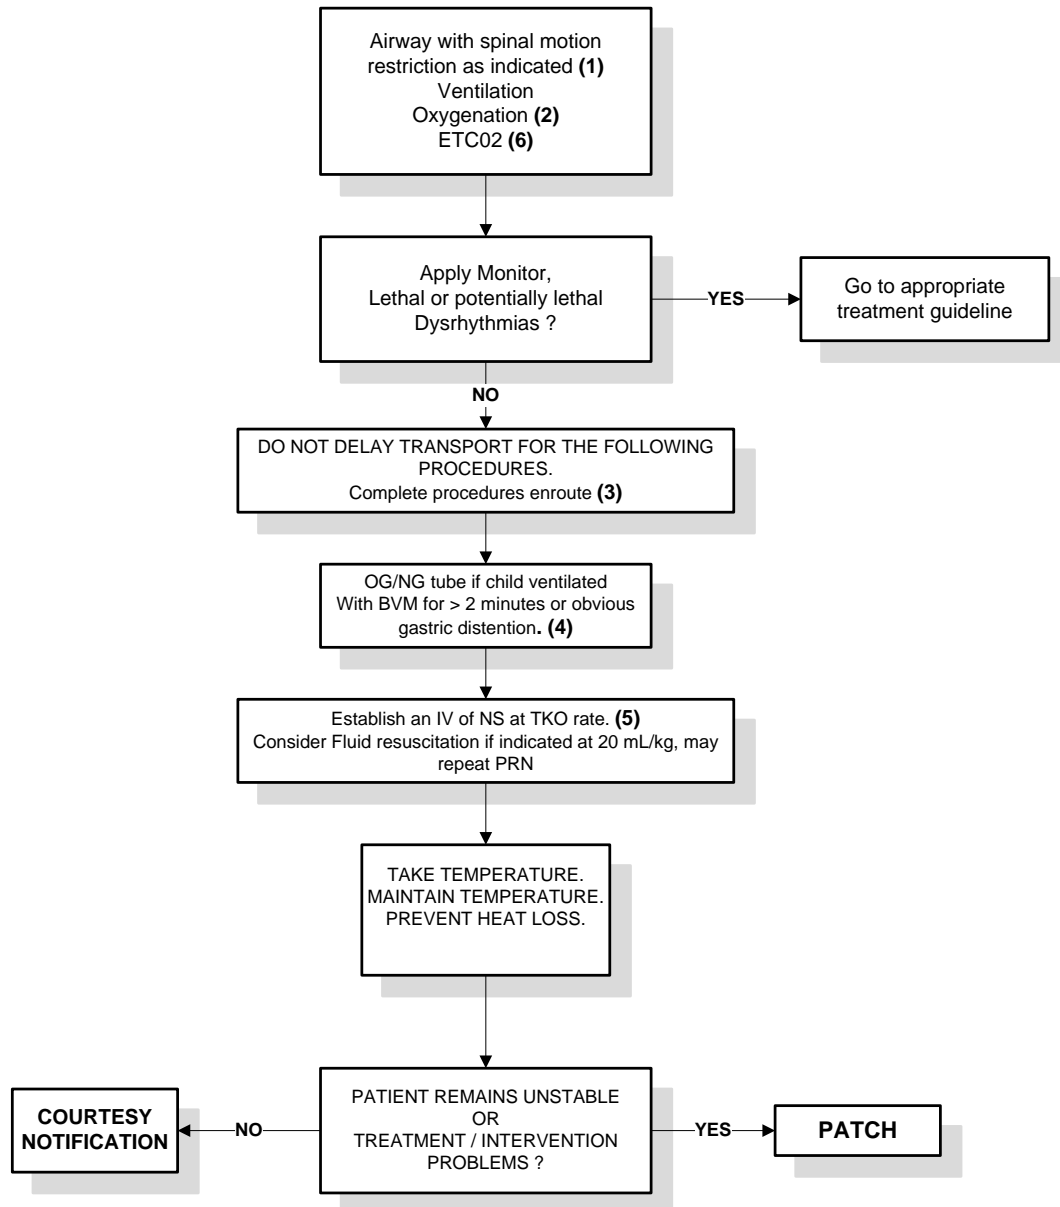 Airway with spinal motion
restriction as indicated (1)
Ventilation
Oxygenation (2)
ETC02 (6)
Apply Monitor,
Lethal or potentially lethal
Dysrhythmias ?
YES
Go to appropriate
treatment guideline
NO
DO NOT DELAY TRANSPORT FOR THE FOLLOWING
PROCEDURES.
Complete procedures enroute (3)
OG/NG tube if child ventilated
With BVM for > 2 minutes or obvious
gastric distention. (4)
Establish an IV of NS at TKO rate. (5)
Consider Fluid resuscitation if indicated at 20 mL/kg, may
repeat PRN
TAKE TEMPERATURE.
MAINTAIN TEMPERATURE.
PREVENT HEAT LOSS.
PATIENT REMAINS UNSTABLE
OR
TREATMENT / INTERVENTION
PROBLEMS ?
NO
COURTESY
NOTIFICATION
YES
PATCH